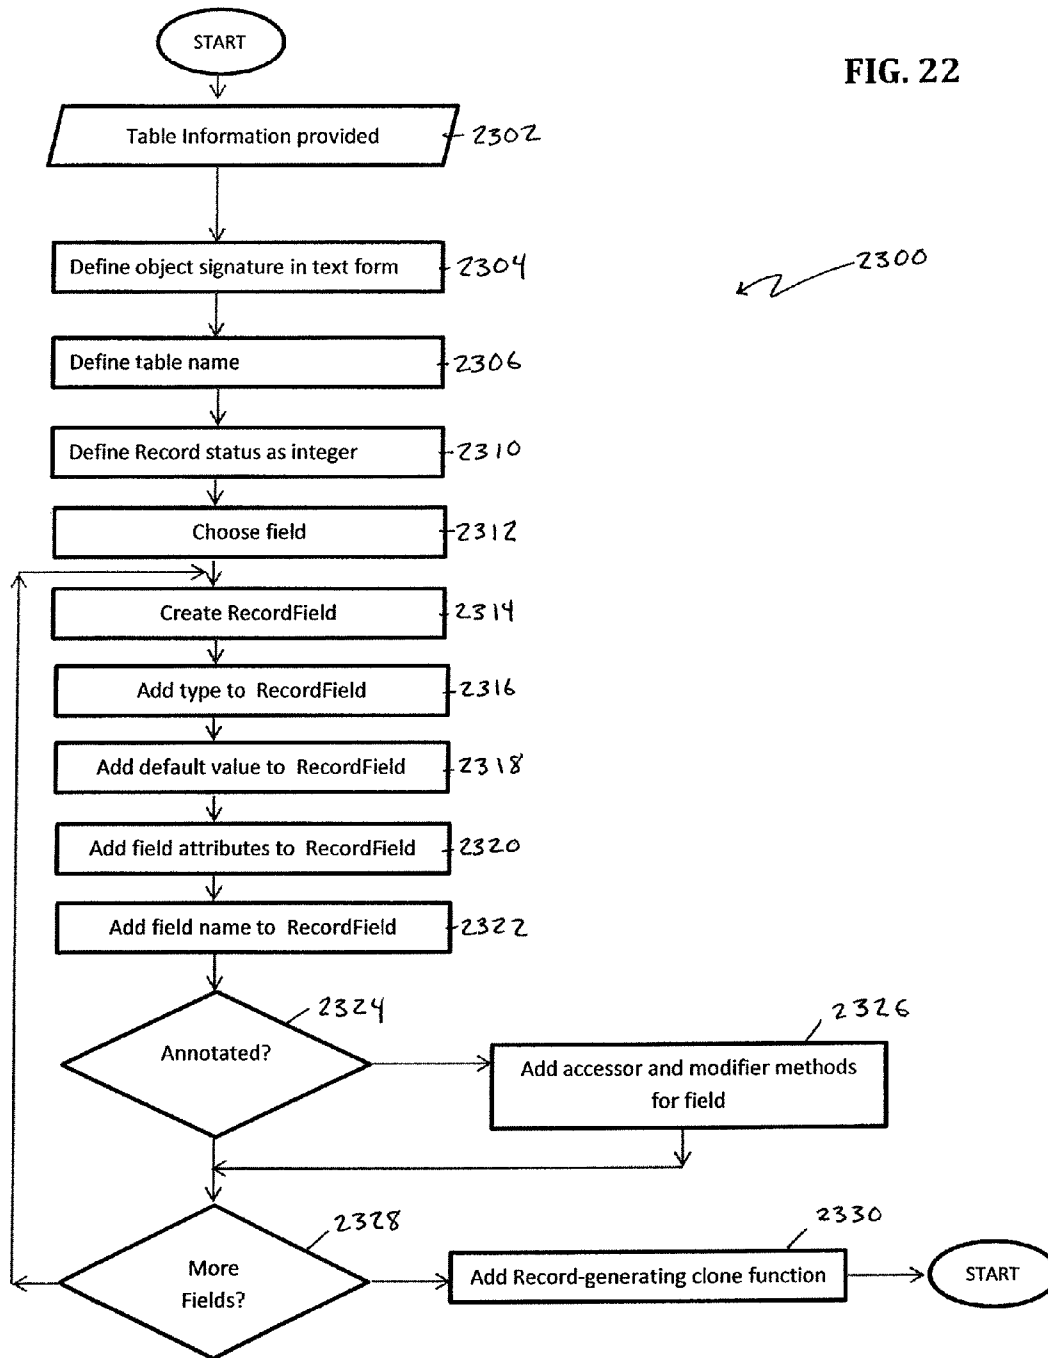 START
FIG. 22
Table Information provided
2302
Define object signature in text form
2304
2300
Define table name
2306
Define Record status as integer
2310
Choose field
2312
Create RecordField
2314
Add type to RecordField
2316
Add default value to RecordField
2318
Add field attributes to RecordField
2320
Add field name to RecordField
2322
2324
Annotated?
2326
Add accessor and modifier methods
for field
2328
More
Fields?
2330
Add Record-generating clone function
START